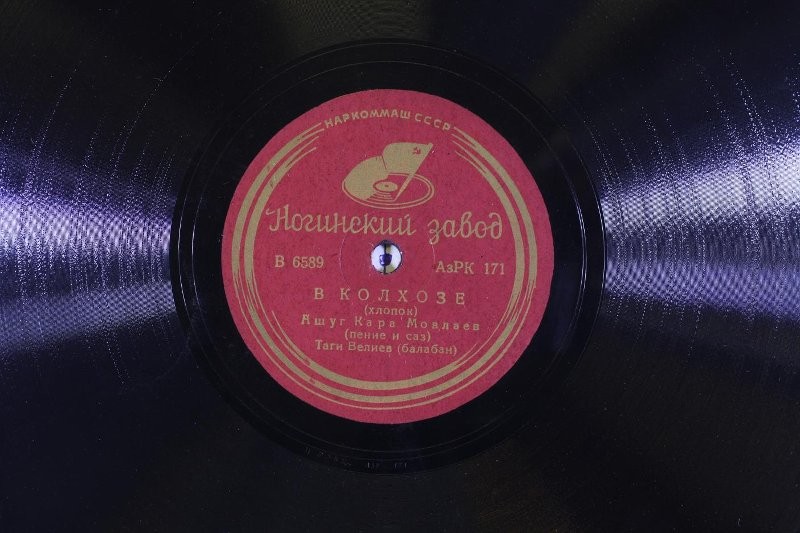 НАРКОММАШ СССР
Ногинский завод
В 6589 АзРК 171
В КОЛХОЗЕ
(хлопок)
Ашуг Кара Мовлаев
(пение и саз)
Таги Велиев (балабан)